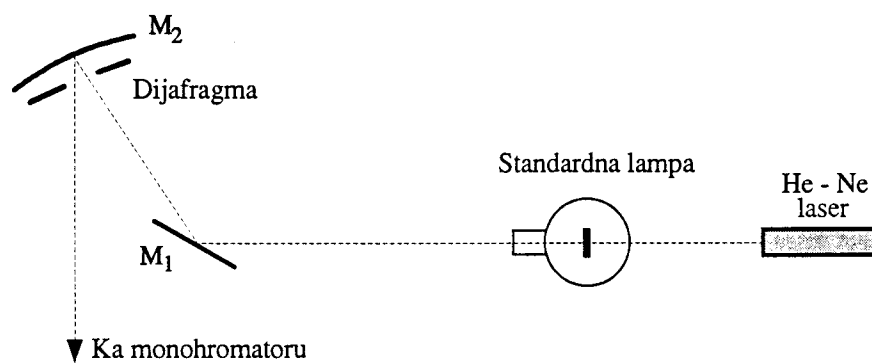 M2
Dijafragma
Standardna lampa
He - Ne
laser
M1
Ka monohromatoru